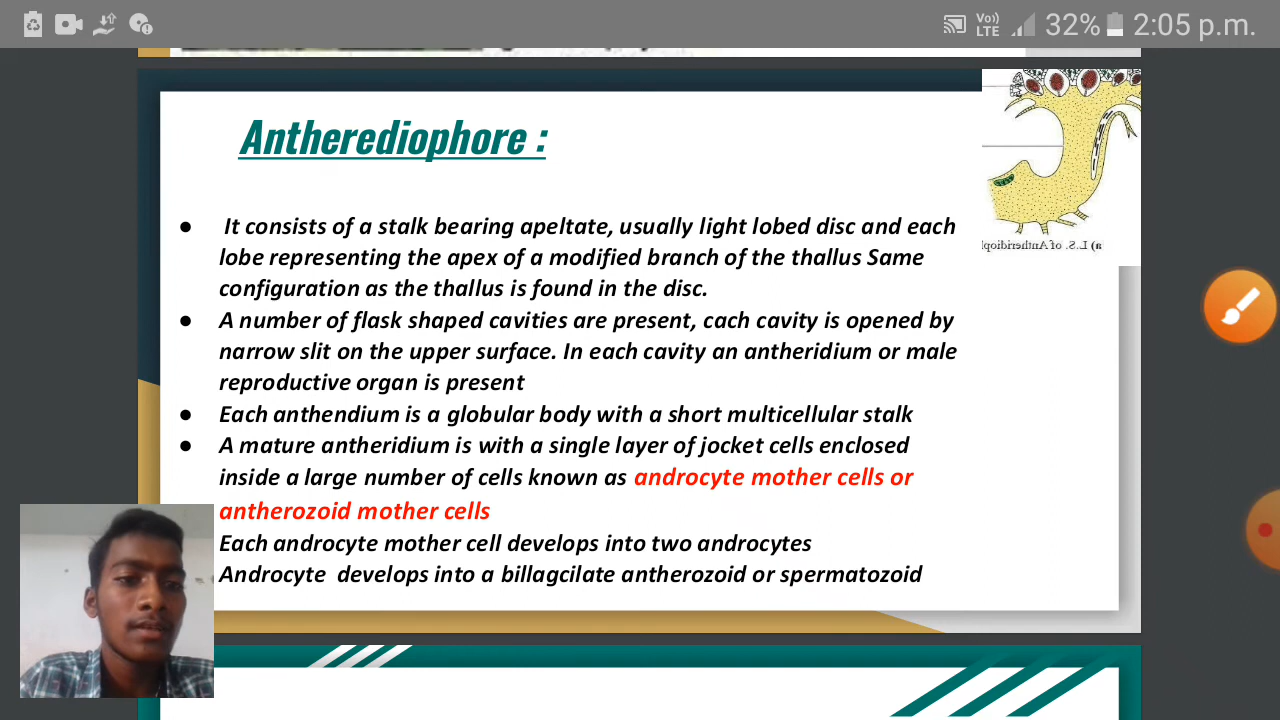 Vo)) LTE 32% 2:05 p.m.
Antherediophore :
It consists of a stalk bearing apeltate, usually light lobed disc and each
lobe representing the apex of a modified branch of the thallus Same
configuration as the thallus is found in the disc.
A number of flask shaped cavities are present, cach cavity is opened by
narrow slit on the upper surface. In each cavity an antheridium or male
reproductive organ is present
Each anthendium is a globular body with a short multicellular stalk
A mature antheridium is with a single layer of jocket cells enclosed
inside a large number of cells known as androcyte mother cells or
antherozoid mother cells
Each androcyte mother cell develops into two androcytes
Androcyte develops into a billagcilate antherozoid or spermatozoid
a) L.S. of Antheridiopl